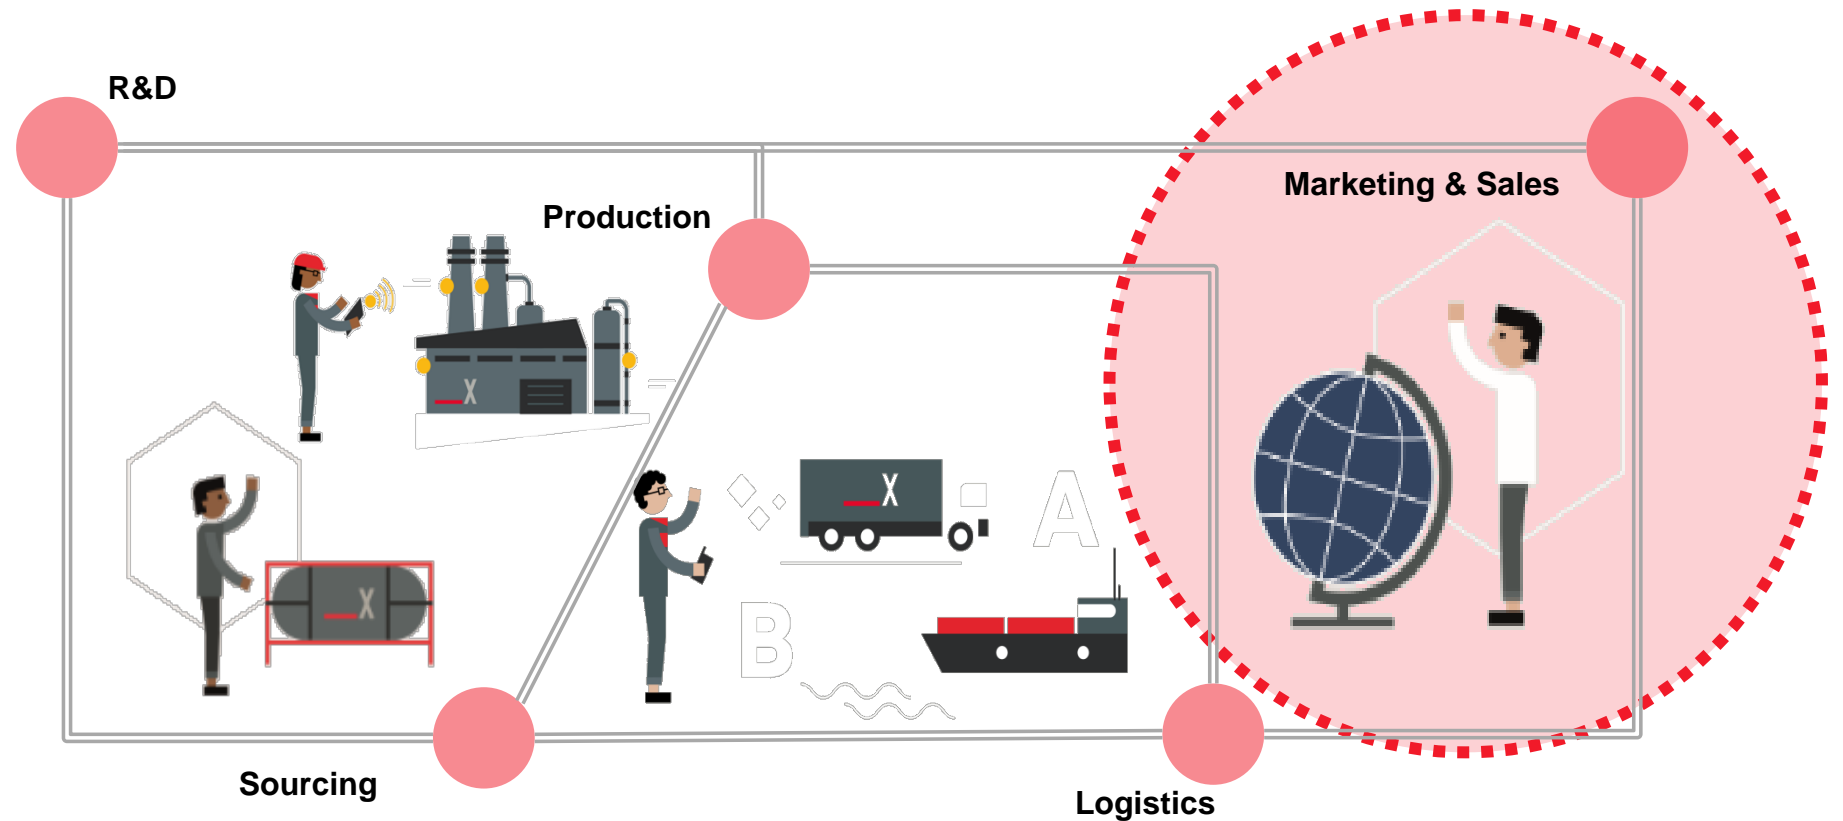 R&D
Marketing & Sales
Production
X
X
A
X
B
Sourcing
Logistics